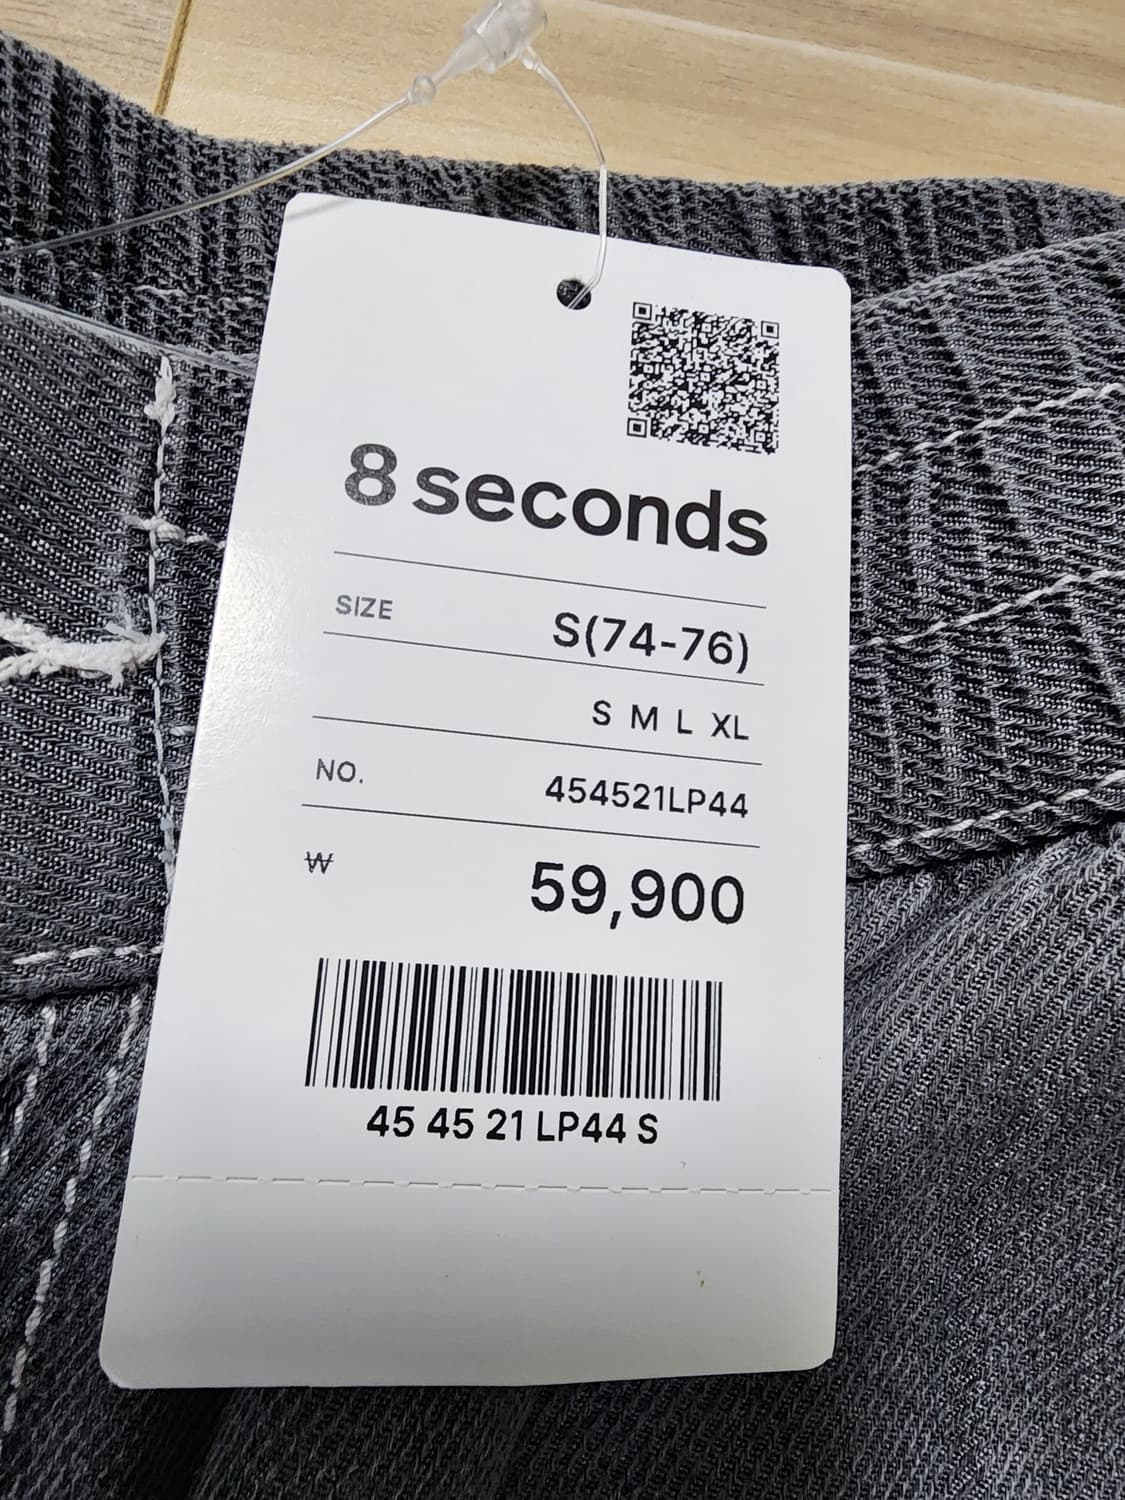 8 seconds
SIZE S(74-76)
S M L XL
NO. 454521LP44
₩ 59,900
45 45 21 LP44 S